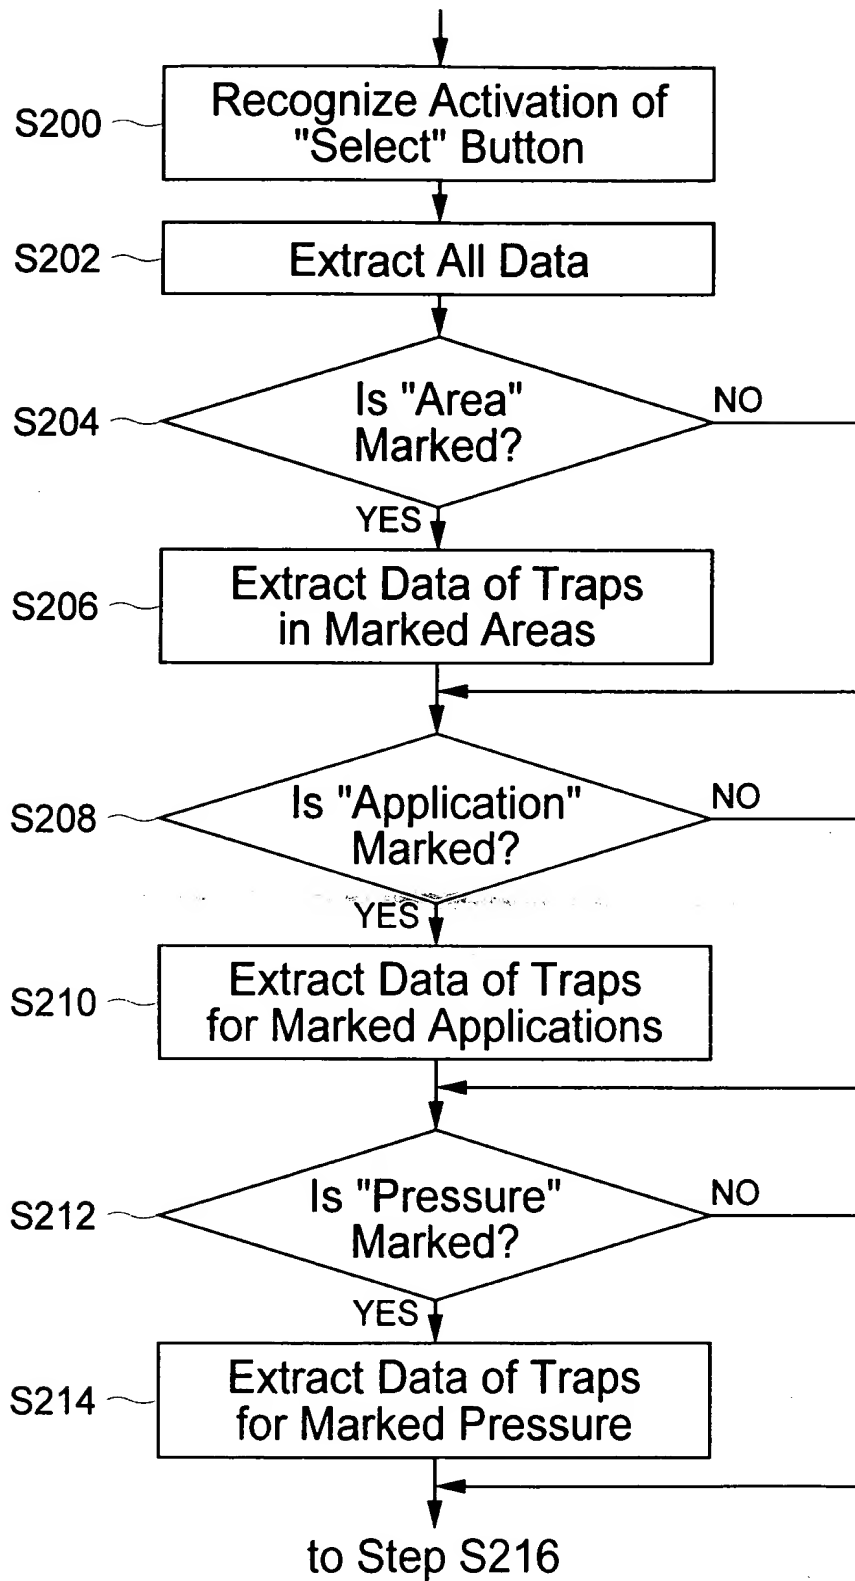 S200
Recognize Activation of
"Select" Button
S202
Extract All Data
S204
Is "Area"
Marked?
NO
YES
S206
Extract Data of Traps
in Marked Areas
S208
Is "Application"
Marked?
NO
YES
S210
Extract Data of Traps
for Marked Applications
S212
Is "Pressure"
Marked?
NO
YES
S214
Extract Data of Traps
for Marked Pressure
to Step S216